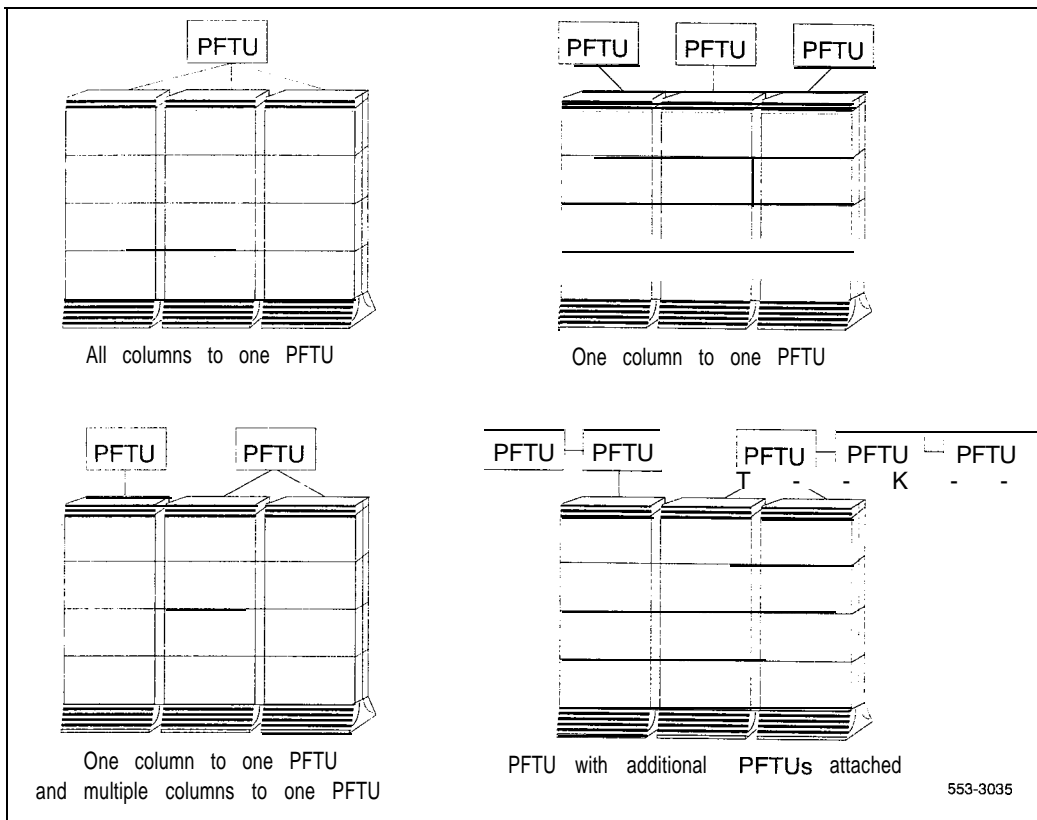 PFTU
PFTU PFTU PFTU
All columns to one PFTU
One column to one PFTU
PFTU PFTU
PFTU PFTU PFTU PFTU PFTU
T - - K - -
One column to one PFTU
and multiple columns to one PFTU
PFTU with additional PFTUs attached
553-3035